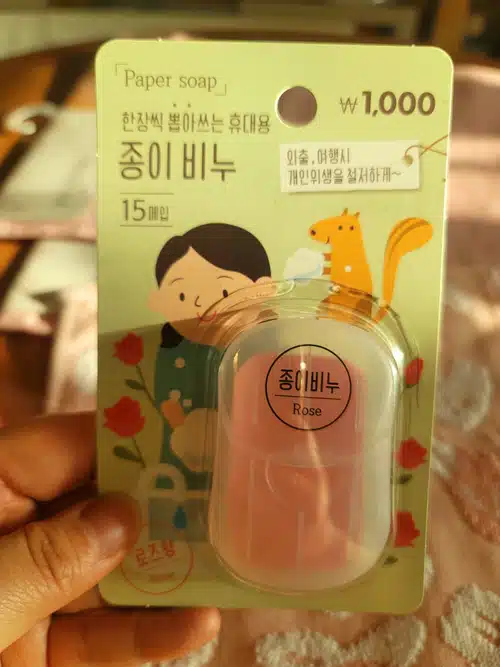 「Paper soap」
₩1,000
한장씩 뽑아쓰는 휴대용
종이 비누
15매입
외출, 여행시
개인위생을 철저하게~
종이비누
Rose
로즈향